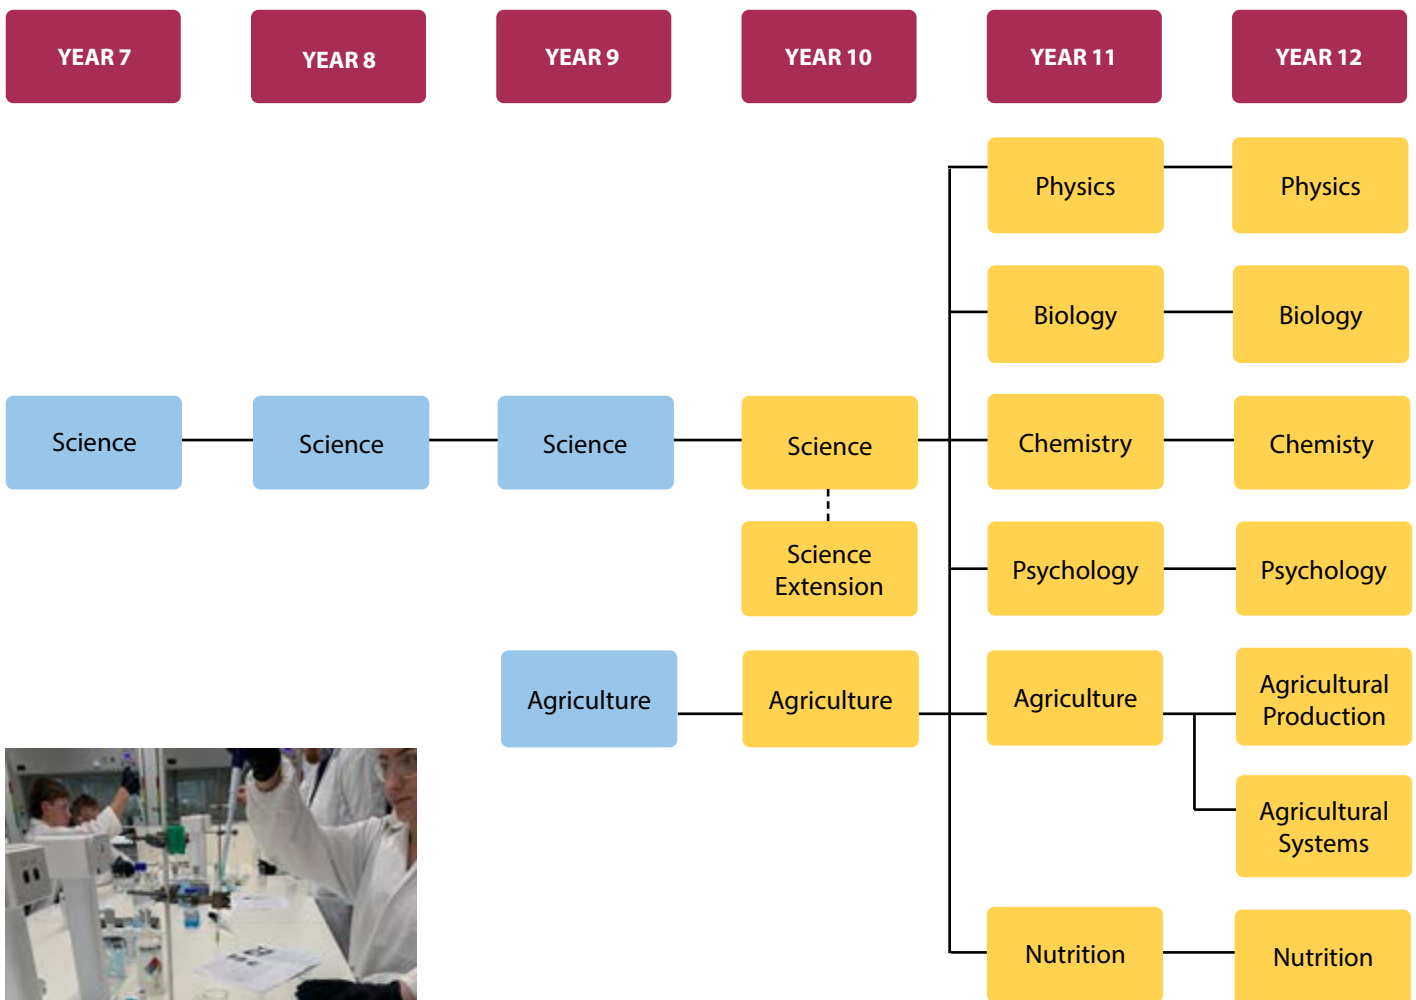 YEAR 7
YEAR 8
YEAR 9
YEAR 10
YEAR 11
YEAR 12
Physics
Physics
Biology
Biology
Science
Science
Science
Science
Chemistry
Chemisty
Science
Extension
Psychology
Psychology
Agriculture
Agriculture
Agriculture
Agricultural
Production
Agricultural
Systems
Nutrition
Nutrition